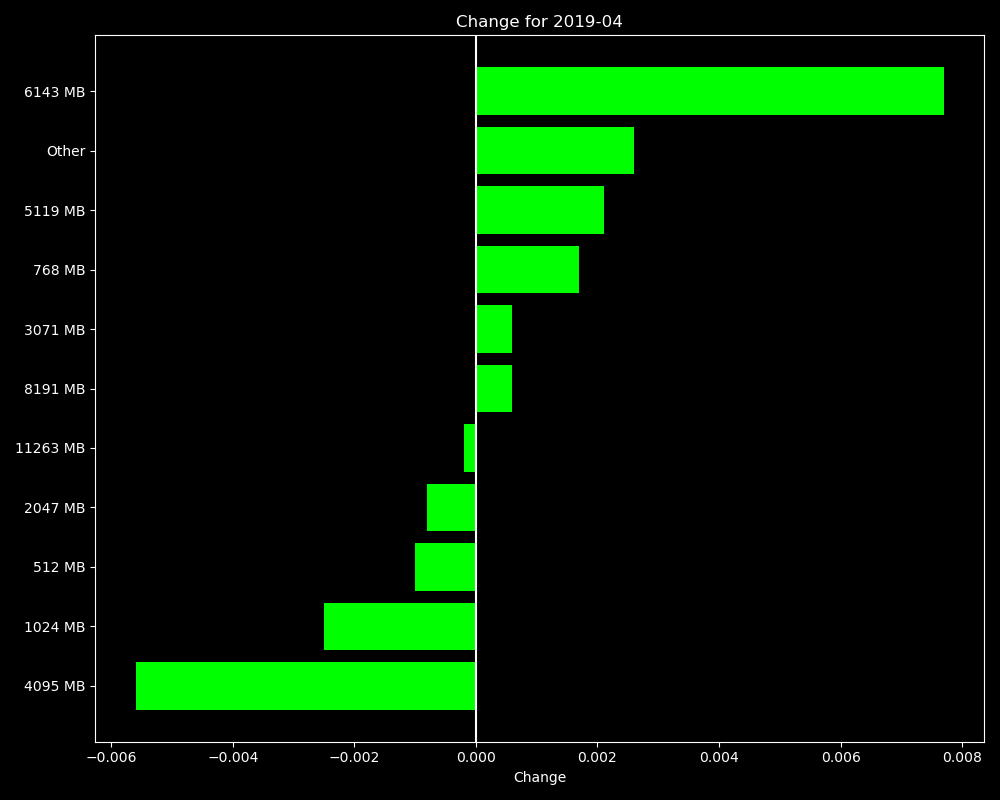 Change for 2019-04
6143 MB
Other
5119 MB
768 MB
3071 MB
8191 MB
11263 MB
2047 MB
512 MB
1024 MB
4095 MB
−0.006 −0.004 −0.002 0.000 0.002 0.004 0.006 0.008
Change